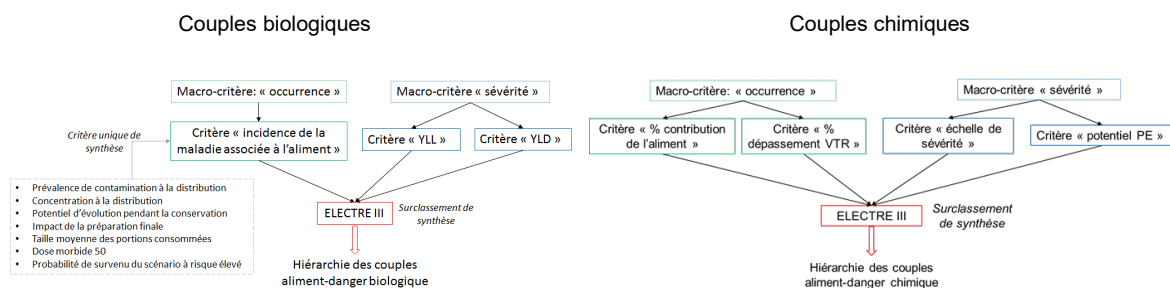 Couples biologiques
Macro-critère: « occurrence »
Macro-critère « sévérité »
Critère unique de
synthèse
Critère « incidence de la
maladie associée à l'aliment »
Critère « YLL »
Critère « YLD »
• Prévalence de contamination à la distribution
• Concentration à la distribution
• Potentiel d'évolution pendant la conservation
• Impact de la préparation finale
• Taille moyenne des portions consommées
• Dose morbide 50
• Probabilité de survenu du scénario à risque élevé
ELECTRE III
Surclassement de
synthèse
Hiérarchie des couples
aliment-danger biologique
Couples chimiques
Macro-critère: « occurrence »
Macro-critère « sévérité »
Critère « % contribution
de l'aliment »
Critère « %
dépassement VTR »
Critère « échelle de
sévérité »
Critère « potentiel PE »
ELECTRE III
Surclassement
de synthèse
Hiérarchie des couples
aliment-danger chimique